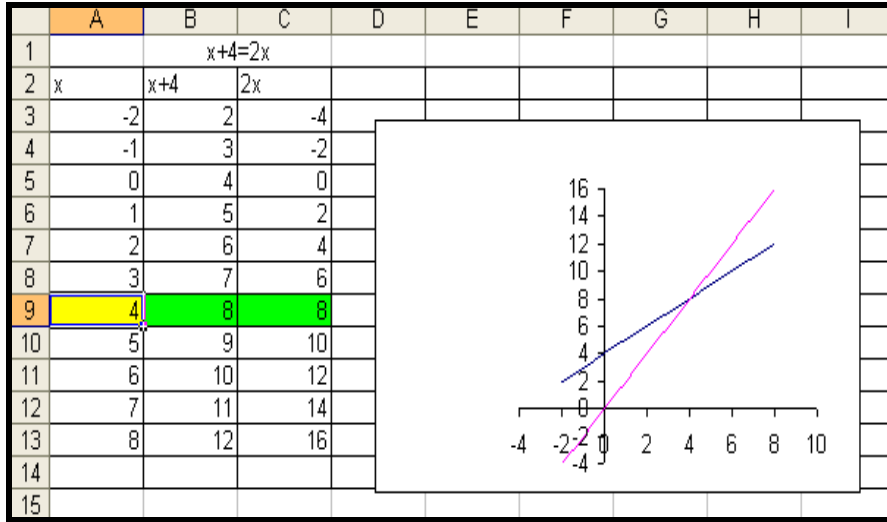 A B C D E F G H I
1 x+4=2x
2 x x+4 2x
3 -2 2 -4
4 -1 3 -2
5 0 4 0
6 1 5 2
7 2 6 4
8 3 7 6
9 4 8 8
10 5 9 10
11 6 10 12
12 7 11 14
13 8 12 16
14
15
16
14
12
10
8
6
4
2
0
-2
-4
-4 -2 0 2 4 6 8 10